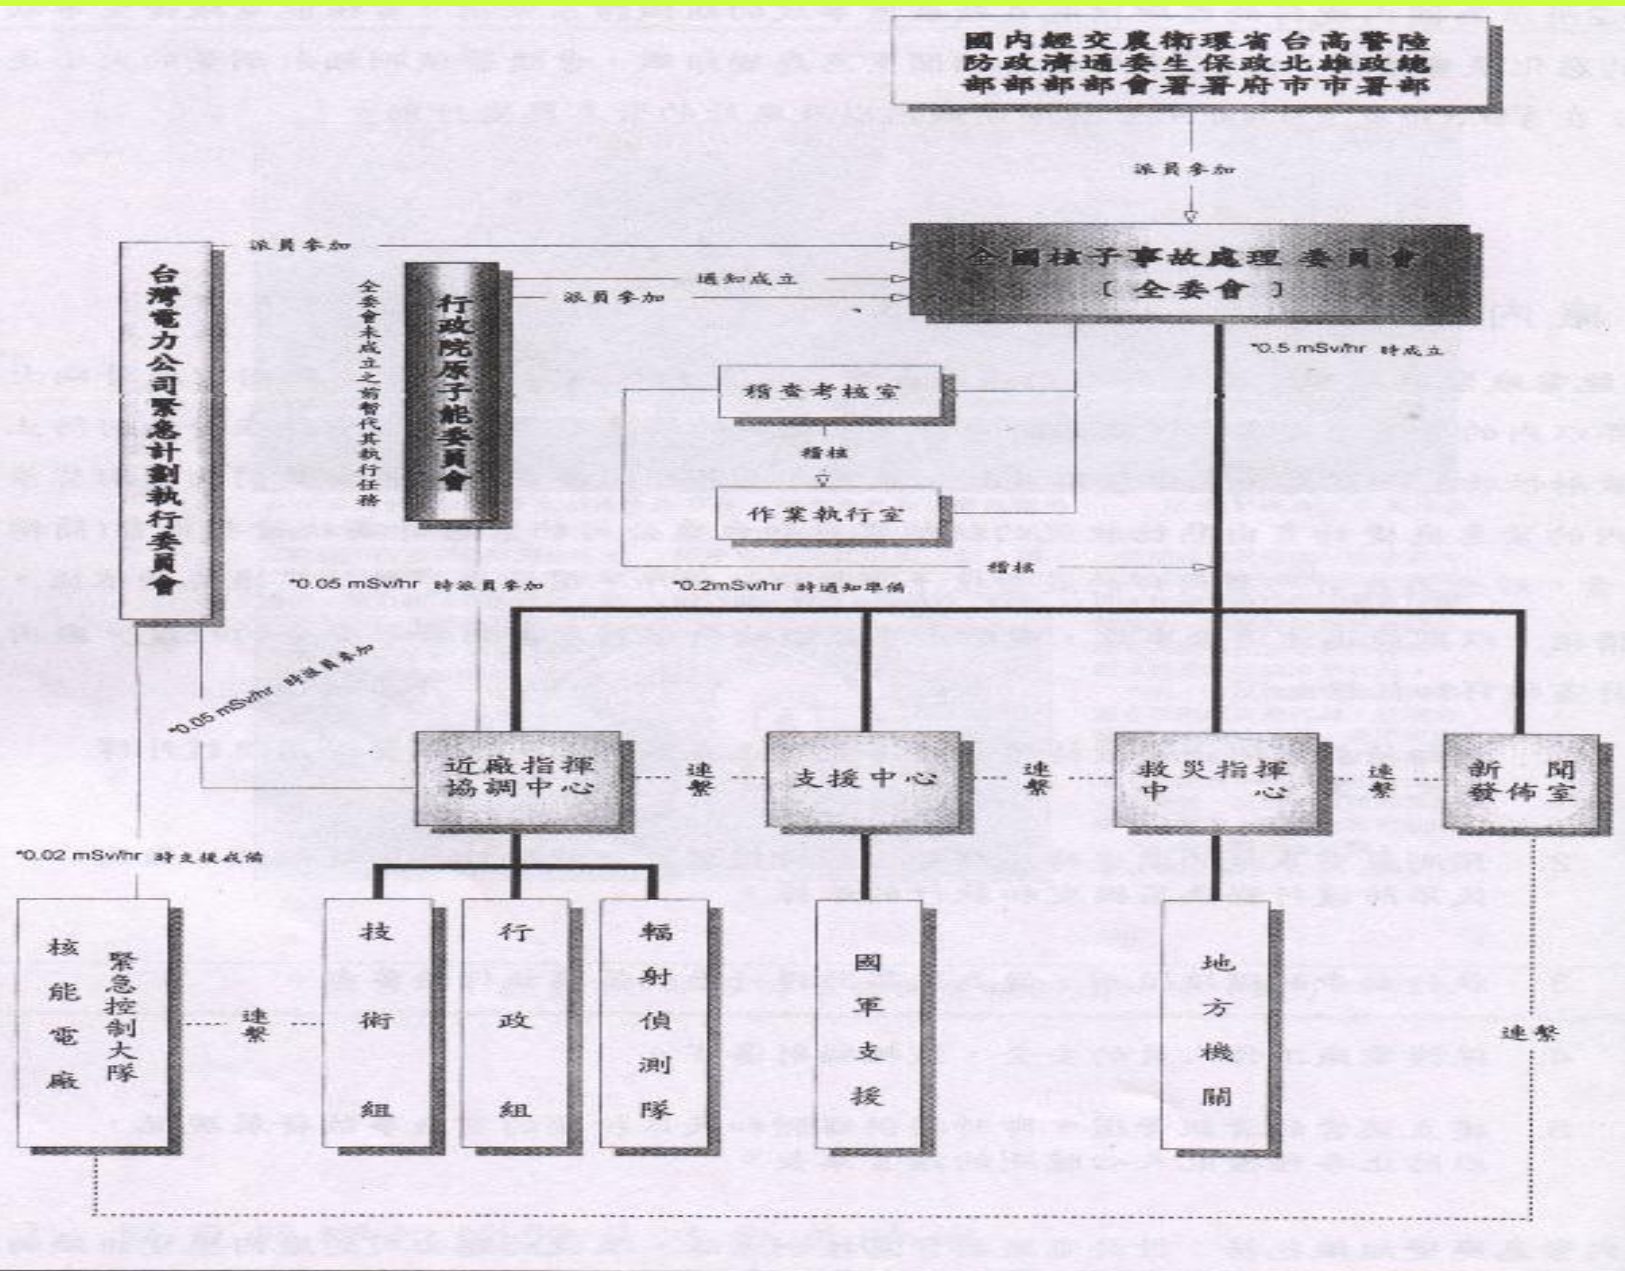 國內經交農衛環省台高警陸
防政濟通委生保政北雄政總
部部部部會署署府市市署部
派員參加
全國核子事故處理委員會
〔全委會〕
*0.5 mSv/hr 時成立
派員參加
通知成立
派員參加
台灣電力公司緊急計劃執行委員會
全委會未成立之前暫代其執行任務
行政院原子能委員會
稽查考核室
稽核
作業執行室
稽核
*0.05 mSv/hr 時派員參加
*0.2mSv/hr 時通知準備
*0.05 mSv/hr 時派員參加
近廠指揮
協調中心
連繫
支援中心
連繫
救災指揮
中心
連繫
新聞
發佈室
*0.02 mSv/hr 時支援戒備
核能電廠
緊急控制大隊
連繫
技術組
行政組
輻射偵測隊
國軍支援
地方機關
連繫